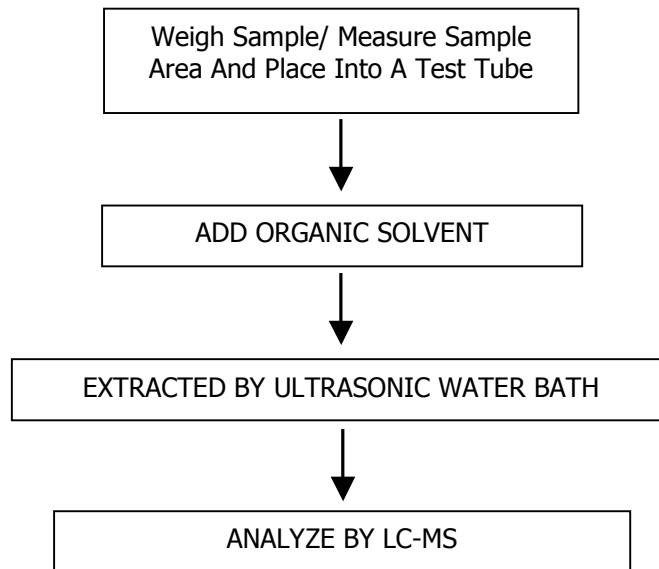 Weigh Sample/ Measure Sample
Area And Place Into A Test Tube
ADD ORGANIC SOLVENT
EXTRACTED BY ULTRASONIC WATER BATH
ANALYZE BY LC-MS